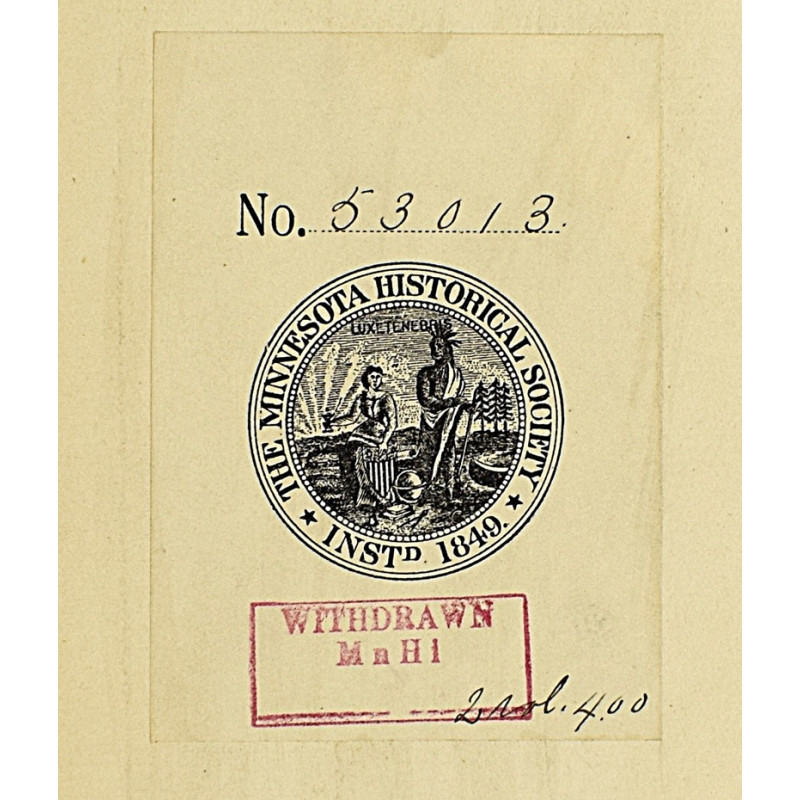 No. 53013.
THE MINNESOTA HISTORICAL SOCIETY
LUX E TENEBRIS
★ INSTD. 1849. ★
WITHDRAWN
MnHi
2 vol. 4.00